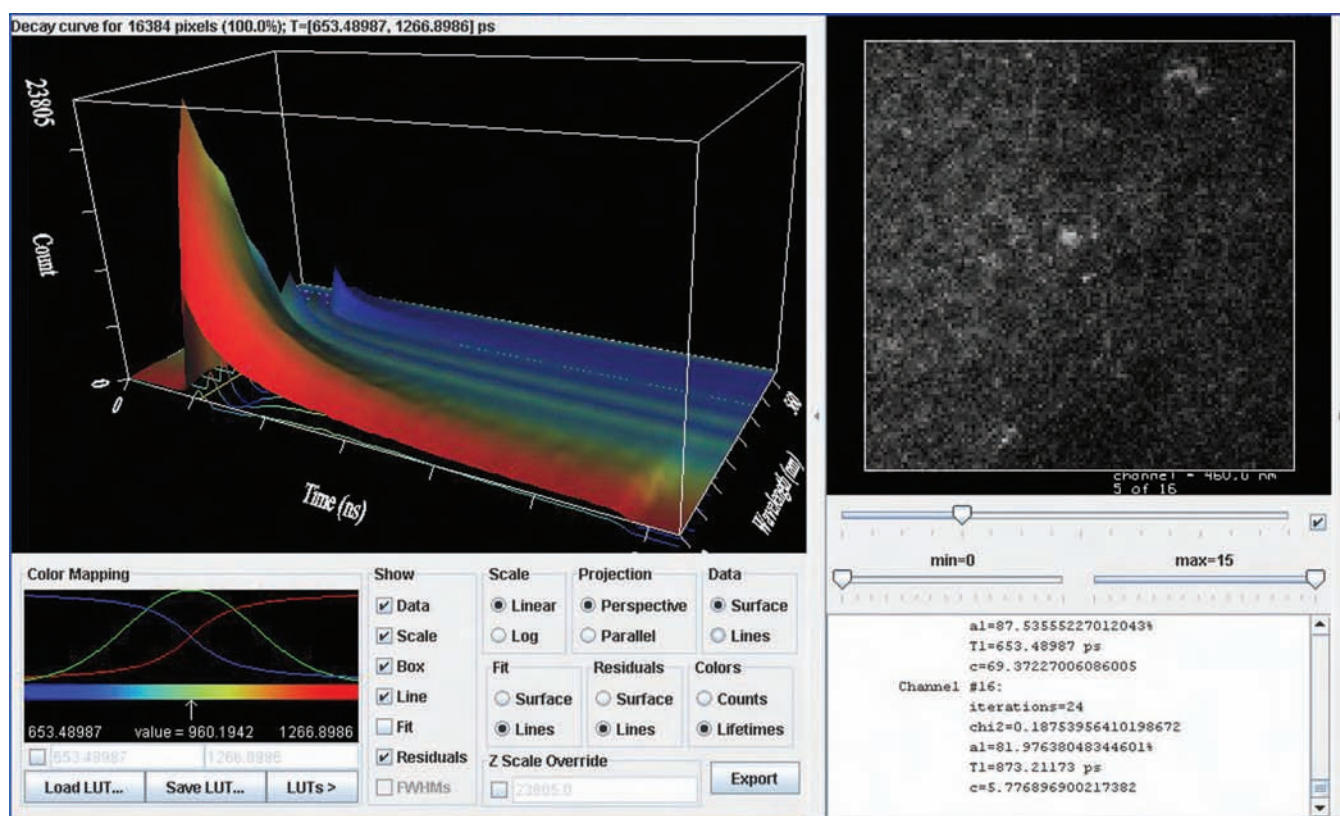 Decay curve for 16384 pixels (100.0%); T=[653.48987, 1266.8986] ps
23805
Count
0
0
Time (ns)
Wavelength (nm)
channel = 460.0 nm
5 of 16
min=0 max=15
Color Mapping
653.48987 value = 960.1942 1266.8986
653.48987 1266.8986
Load LUT... Save LUT... LUTs >
Show
Data
Scale
Box
Line
Fit
Residuals
FWHMs
Scale
Linear
Log
Projection
Perspective
Parallel
Data
Surface
Lines
Fit
Surface
Lines
Residuals
Surface
Lines
Colors
Counts
Lifetimes
Z Scale Override
23805.0
Export
a1=87.53555227012043%
T1=653.48987 ps
c=69.37227006086005
Channel #16:
iterations=24
chi2=0.18753956410198672
a1=81.97638048344601%
T1=873.21173 ps
c=5.776896900217382